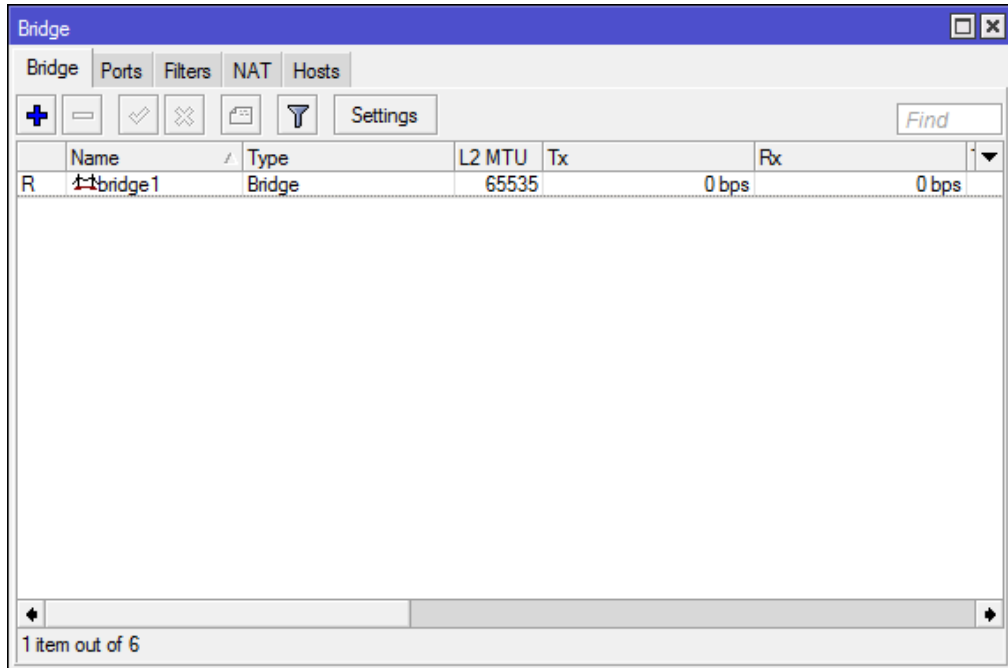 Bridge
Bridge Ports Filters NAT Hosts
Settings Find
Name Type L2 MTU Tx Rx
R bridge1 Bridge 65535 0 bps 0 bps
1 item out of 6